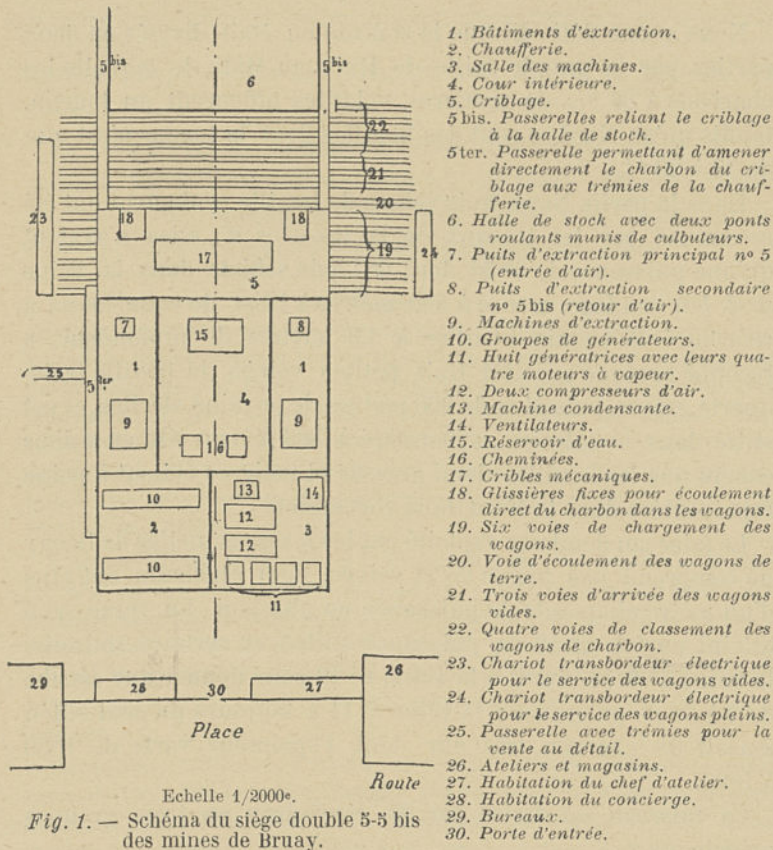 5 bis
5 bis
6
22
21
20
23
18
18
19
17
24
5
7
15
8
1
1
25
5 ter
4
9
9
16
10
13
14
2
12
3
12
10
11
29
28
30
27
26
Place
Route
Echelle 1/2000e.
Fig. 1. — Schéma du siège double 5-5 bis
des mines de Bruay.
1. Bâtiments d'extraction.
2. Chaufferie.
3. Salle des machines.
4. Cour intérieure.
5. Criblage.
5 bis. Passerelles reliant le criblage
à la halle de stock.
5 ter. Passerelle permettant d'amener
directement le charbon du cri-
blage aux trémies de la chauf-
ferie.
6. Halle de stock avec deux ponts
roulants munis de culbuteurs.
7. Puits d'extraction principal no 5
(entrée d'air).
8. Puits d'extraction secondaire
no 5 bis (retour d'air).
9. Machines d'extraction.
10. Groupes de générateurs.
11. Huit génératrices avec leurs qua-
tre moteurs à vapeur.
12. Deux compresseurs d'air.
13. Machine condensante.
14. Ventilateurs.
15. Réservoir d'eau.
16. Cheminées.
17. Cribles mécaniques.
18. Glissières fixes pour écoulement
direct du charbon dans les wagons.
19. Six voies de chargement des
wagons.
20. Voie d'écoulement des wagons de
terre.
21. Trois voies d'arrivée des wagons
vides.
22. Quatre voies de classement des
wagons de charbon.
23. Chariot transbordeur électrique
pour le service des wagons vides.
24. Chariot transbordeur électrique
pour le service des wagons pleins.
25. Passerelle avec trémies pour la
vente au détail.
26. Ateliers et magasins.
27. Habitation du chef d'atelier.
28. Habitation du concierge.
29. Bureaux.
30. Porte d'entrée.